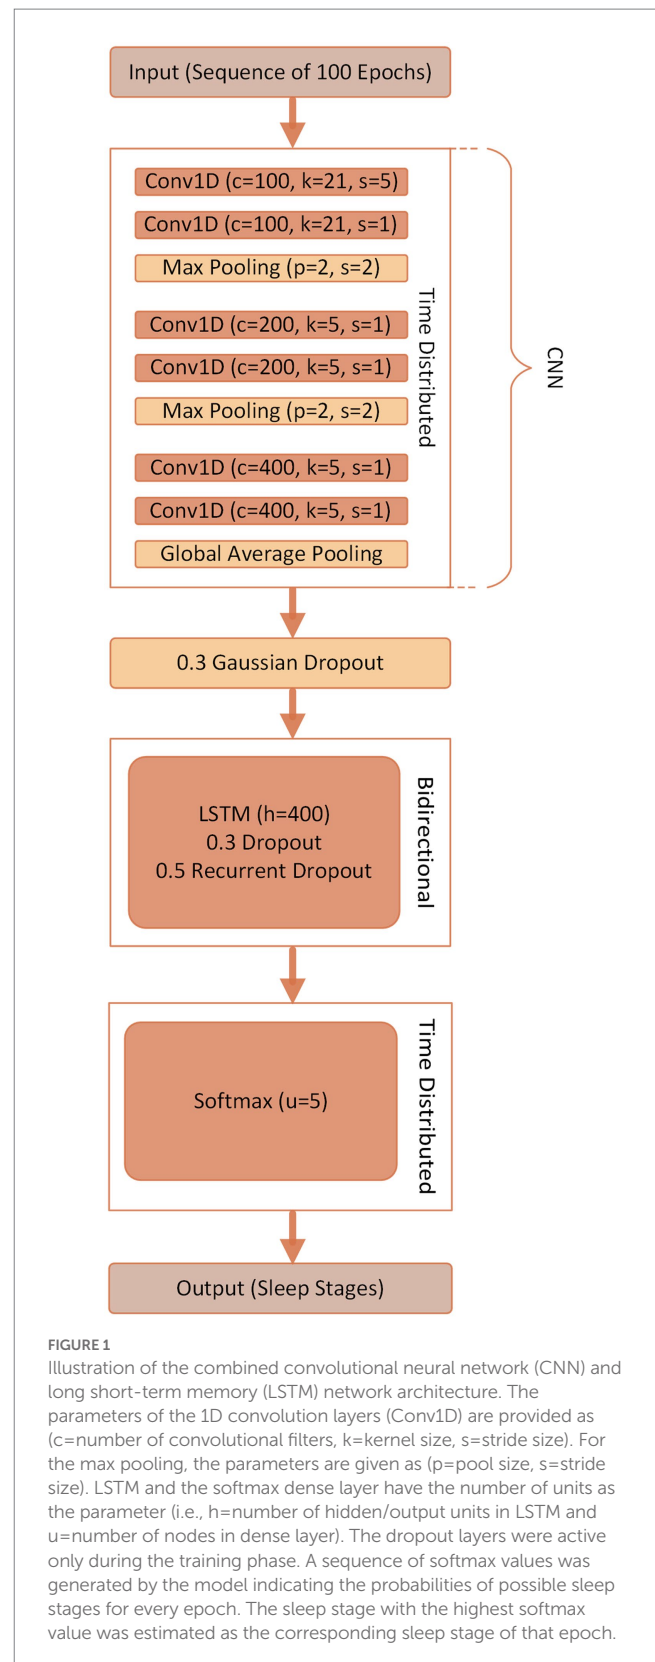 Input (Sequence of 100 Epochs)
Conv1D (c=100, k=21, s=5)
Conv1D (c=100, k=21, s=1)
Max Pooling (p=2, s=2)
Conv1D (c=200, k=5, s=1)
Conv1D (c=200, k=5, s=1)
Max Pooling (p=2, s=2)
Conv1D (c=400, k=5, s=1)
Conv1D (c=400, k=5, s=1)
Global Average Pooling
Time Distributed
CNN
0.3 Gaussian Dropout
LSTM (h=400)
0.3 Dropout
0.5 Recurrent Dropout
Bidirectional
Softmax (u=5)
Time Distributed
Output (Sleep Stages)
FIGURE 1
Illustration of the combined convolutional neural network (CNN) and
long short-term memory (LSTM) network architecture. The
parameters of the 1D convolution layers (Conv1D) are provided as
(c=number of convolutional filters, k=kernel size, s=stride size). For
the max pooling, the parameters are given as (p=pool size, s=stride
size). LSTM and the softmax dense layer have the number of units as
the parameter (i.e., h=number of hidden/output units in LSTM and
u=number of nodes in dense layer). The dropout layers were active
only during the training phase. A sequence of softmax values was
generated by the model indicating the probabilities of possible sleep
stages for every epoch. The sleep stage with the highest softmax
value was estimated as the corresponding sleep stage of that epoch.